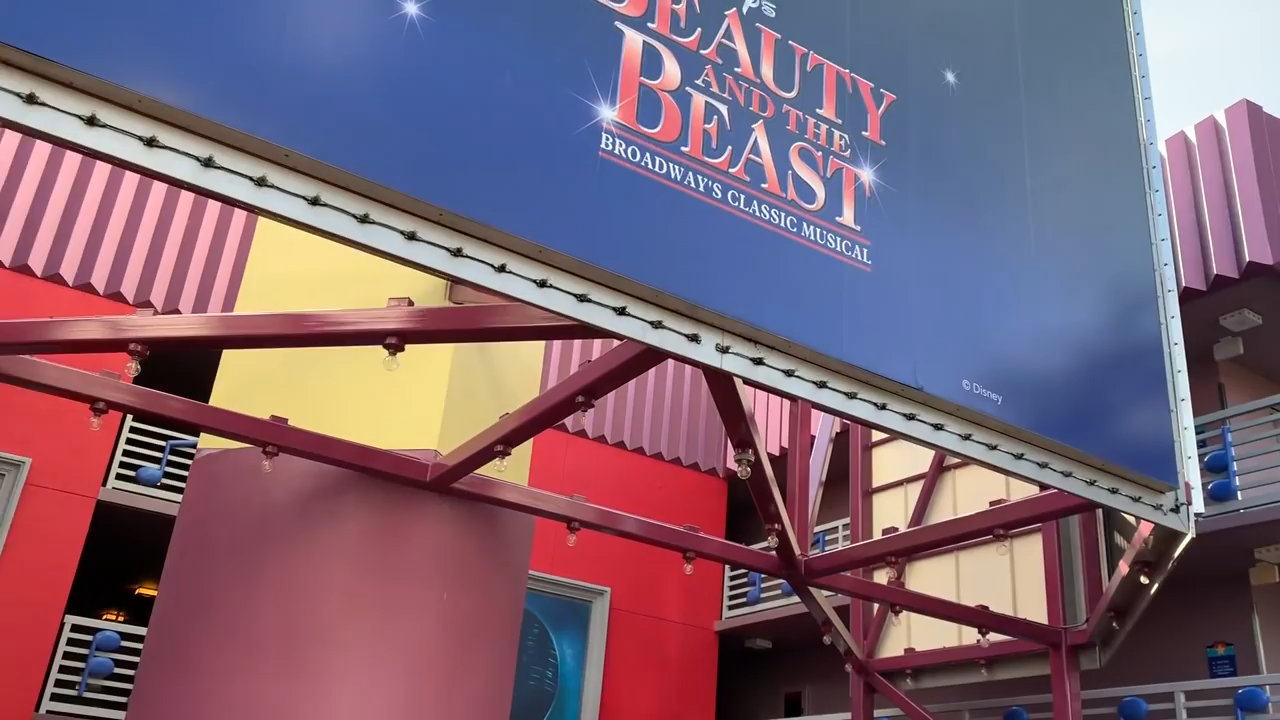 BEAUTY
AND THE
BEAST
BROADWAY'S CLASSIC MUSICAL
© Disney